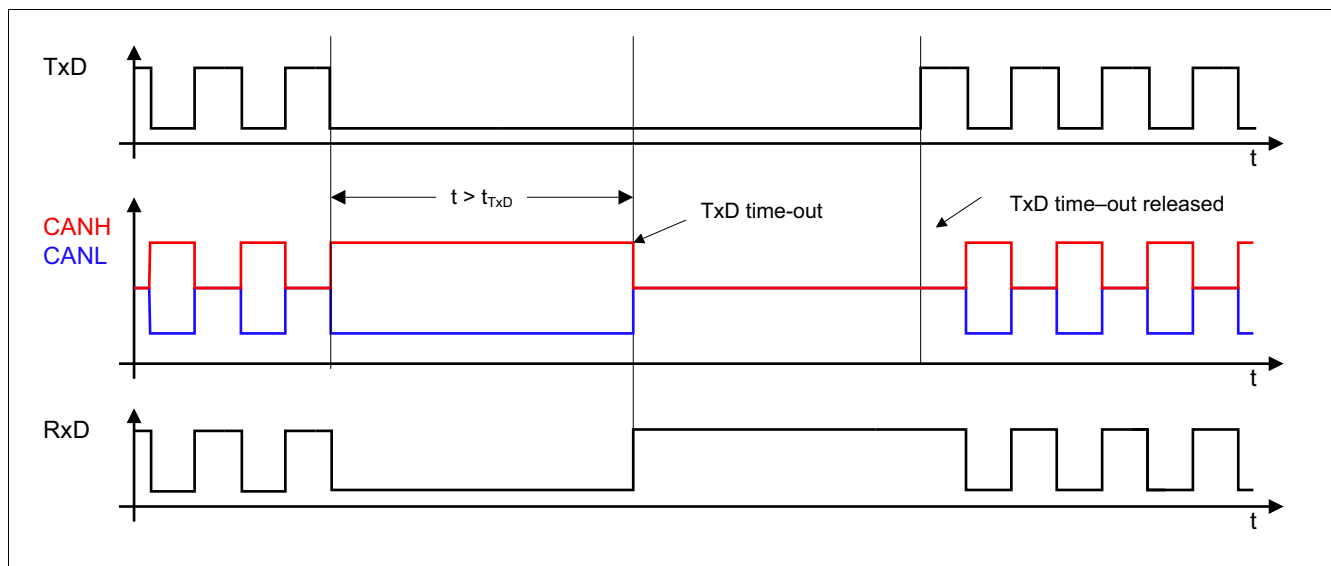 TxD
t
t > tTxD
TxD time-out
TxD time–out released
CANH
CANL
t
RxD
t